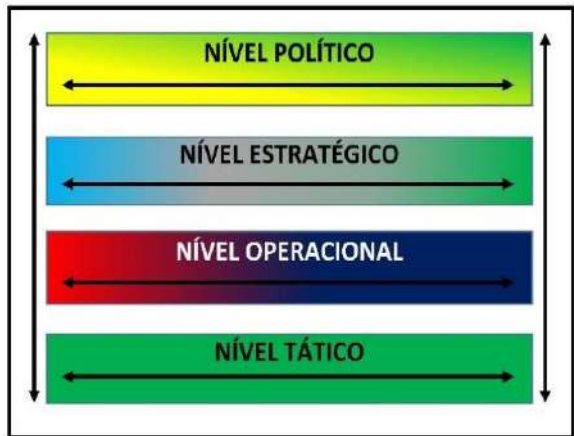 NÍVEL POLÍTICO
NÍVEL ESTRATÉGICO
NÍVEL OPERACIONAL
NÍVEL TÁTICO